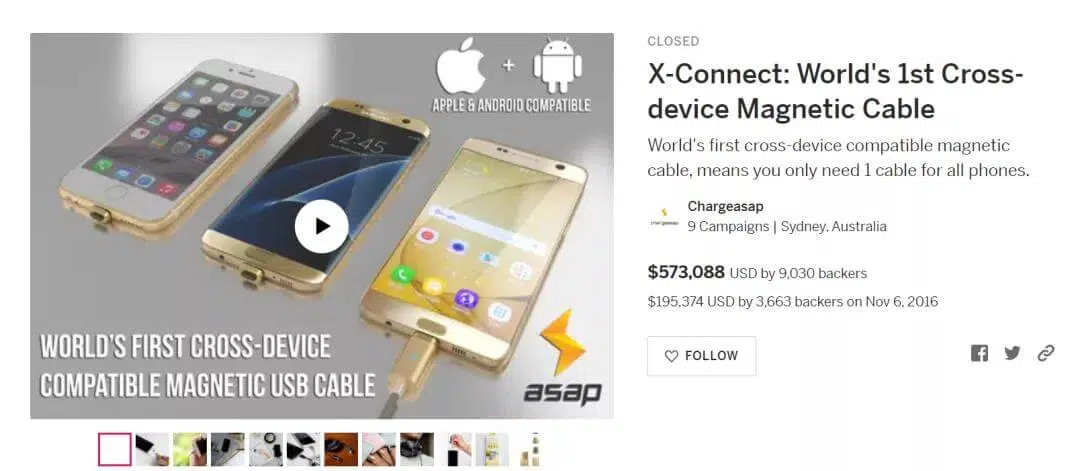 APPLE & ANDROID COMPATIBLE
12:45
WORLD'S FIRST CROSS-DEVICE
COMPATIBLE MAGNETIC USB CABLE
asap
CLOSED
X-Connect: World's 1st Cross-
device Magnetic Cable
World's first cross-device compatible magnetic
cable, means you only need 1 cable for all phones.
chargeasap
Chargeasap
9 Campaigns | Sydney, Australia
$573,088 USD by 9,030 backers
$195,374 USD by 3,663 backers on Nov 6, 2016
FOLLOW